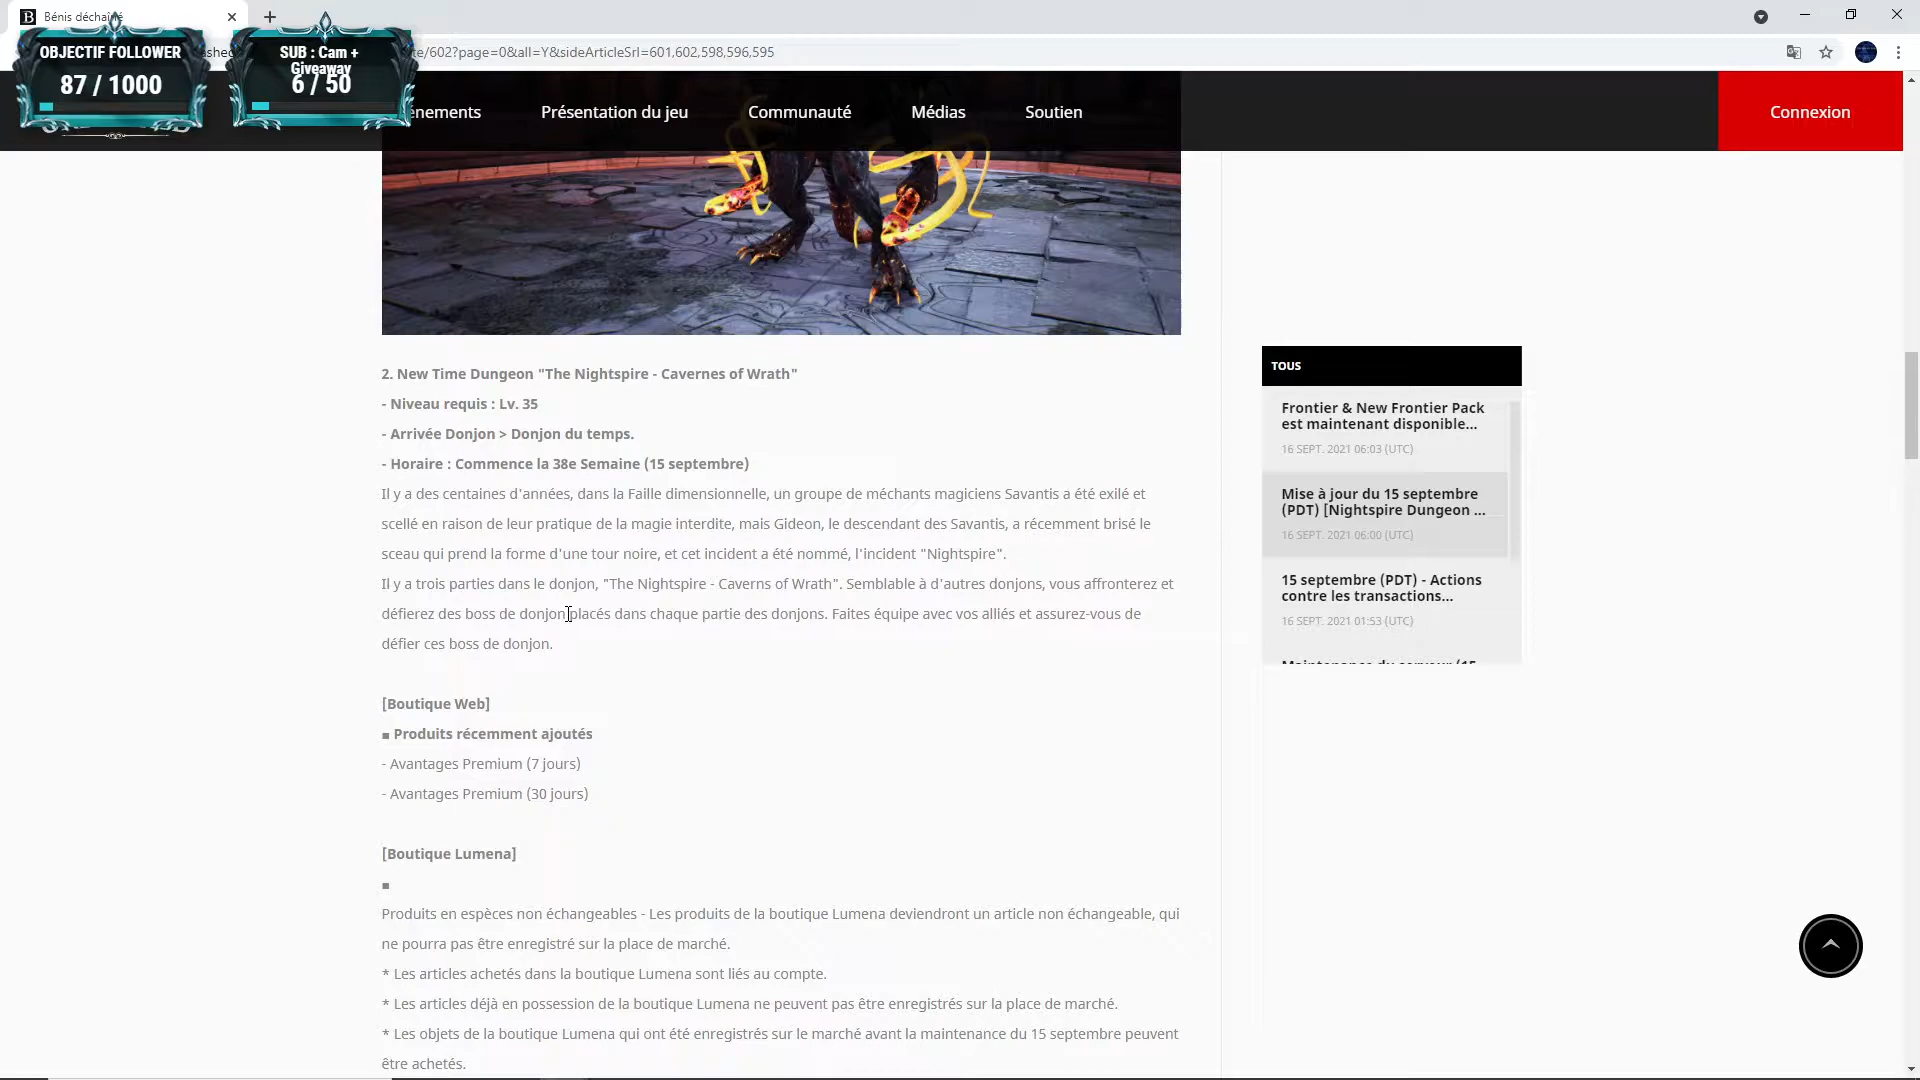 Bénis déchaîné
OBJECTIF FOLLOWER
87 / 1000
SUB : Cam +
Giveaway
6 / 50
te/602?page=0&all=Y&sideArticleSrl=601,602,598,596,595
enements
Présentation du jeu
Communauté
Médias
Soutien
Connexion
2. New Time Dungeon "The Nightspire - Cavernes of Wrath"
- Niveau requis : Lv. 35
- Arrivée Donjon > Donjon du temps.
- Horaire : Commence la 38e Semaine (15 septembre)
Il y a des centaines d'années, dans la Faille dimensionnelle, un groupe de méchants magiciens Savantis a été exilé et
scellé en raison de leur pratique de la magie interdite, mais Gideon, le descendant des Savantis, a récemment brisé le
sceau qui prend la forme d'une tour noire, et cet incident a été nommé, l'incident "Nightspire".
Il y a trois parties dans le donjon, "The Nightspire - Caverns of Wrath". Semblable à d'autres donjons, vous affronterez et
défierez des boss de donjon placés dans chaque partie des donjons. Faites équipe avec vos alliés et assurez-vous de
défier ces boss de donjon.
[Boutique Web]
■ Produits récemment ajoutés
- Avantages Premium (7 jours)
- Avantages Premium (30 jours)
[Boutique Lumena]
■
Produits en espèces non échangeables - Les produits de la boutique Lumena deviendront un article non échangeable, qui
ne pourra pas être enregistré sur la place de marché.
* Les articles achetés dans la boutique Lumena sont liés au compte.
* Les articles déjà en possession de la boutique Lumena ne peuvent pas être enregistrés sur la place de marché.
* Les objets de la boutique Lumena qui ont été enregistrés sur le marché avant la maintenance du 15 septembre peuvent
être achetés.
TOUS
Frontier & New Frontier Pack
est maintenant disponible...
16 SEPT. 2021 06:03 (UTC)
Mise à jour du 15 septembre
(PDT) [Nightspire Dungeon ...
16 SEPT. 2021 06:00 (UTC)
15 septembre (PDT) - Actions
contre les transactions...
16 SEPT. 2021 01:53 (UTC)
Maintenance du serveur (15